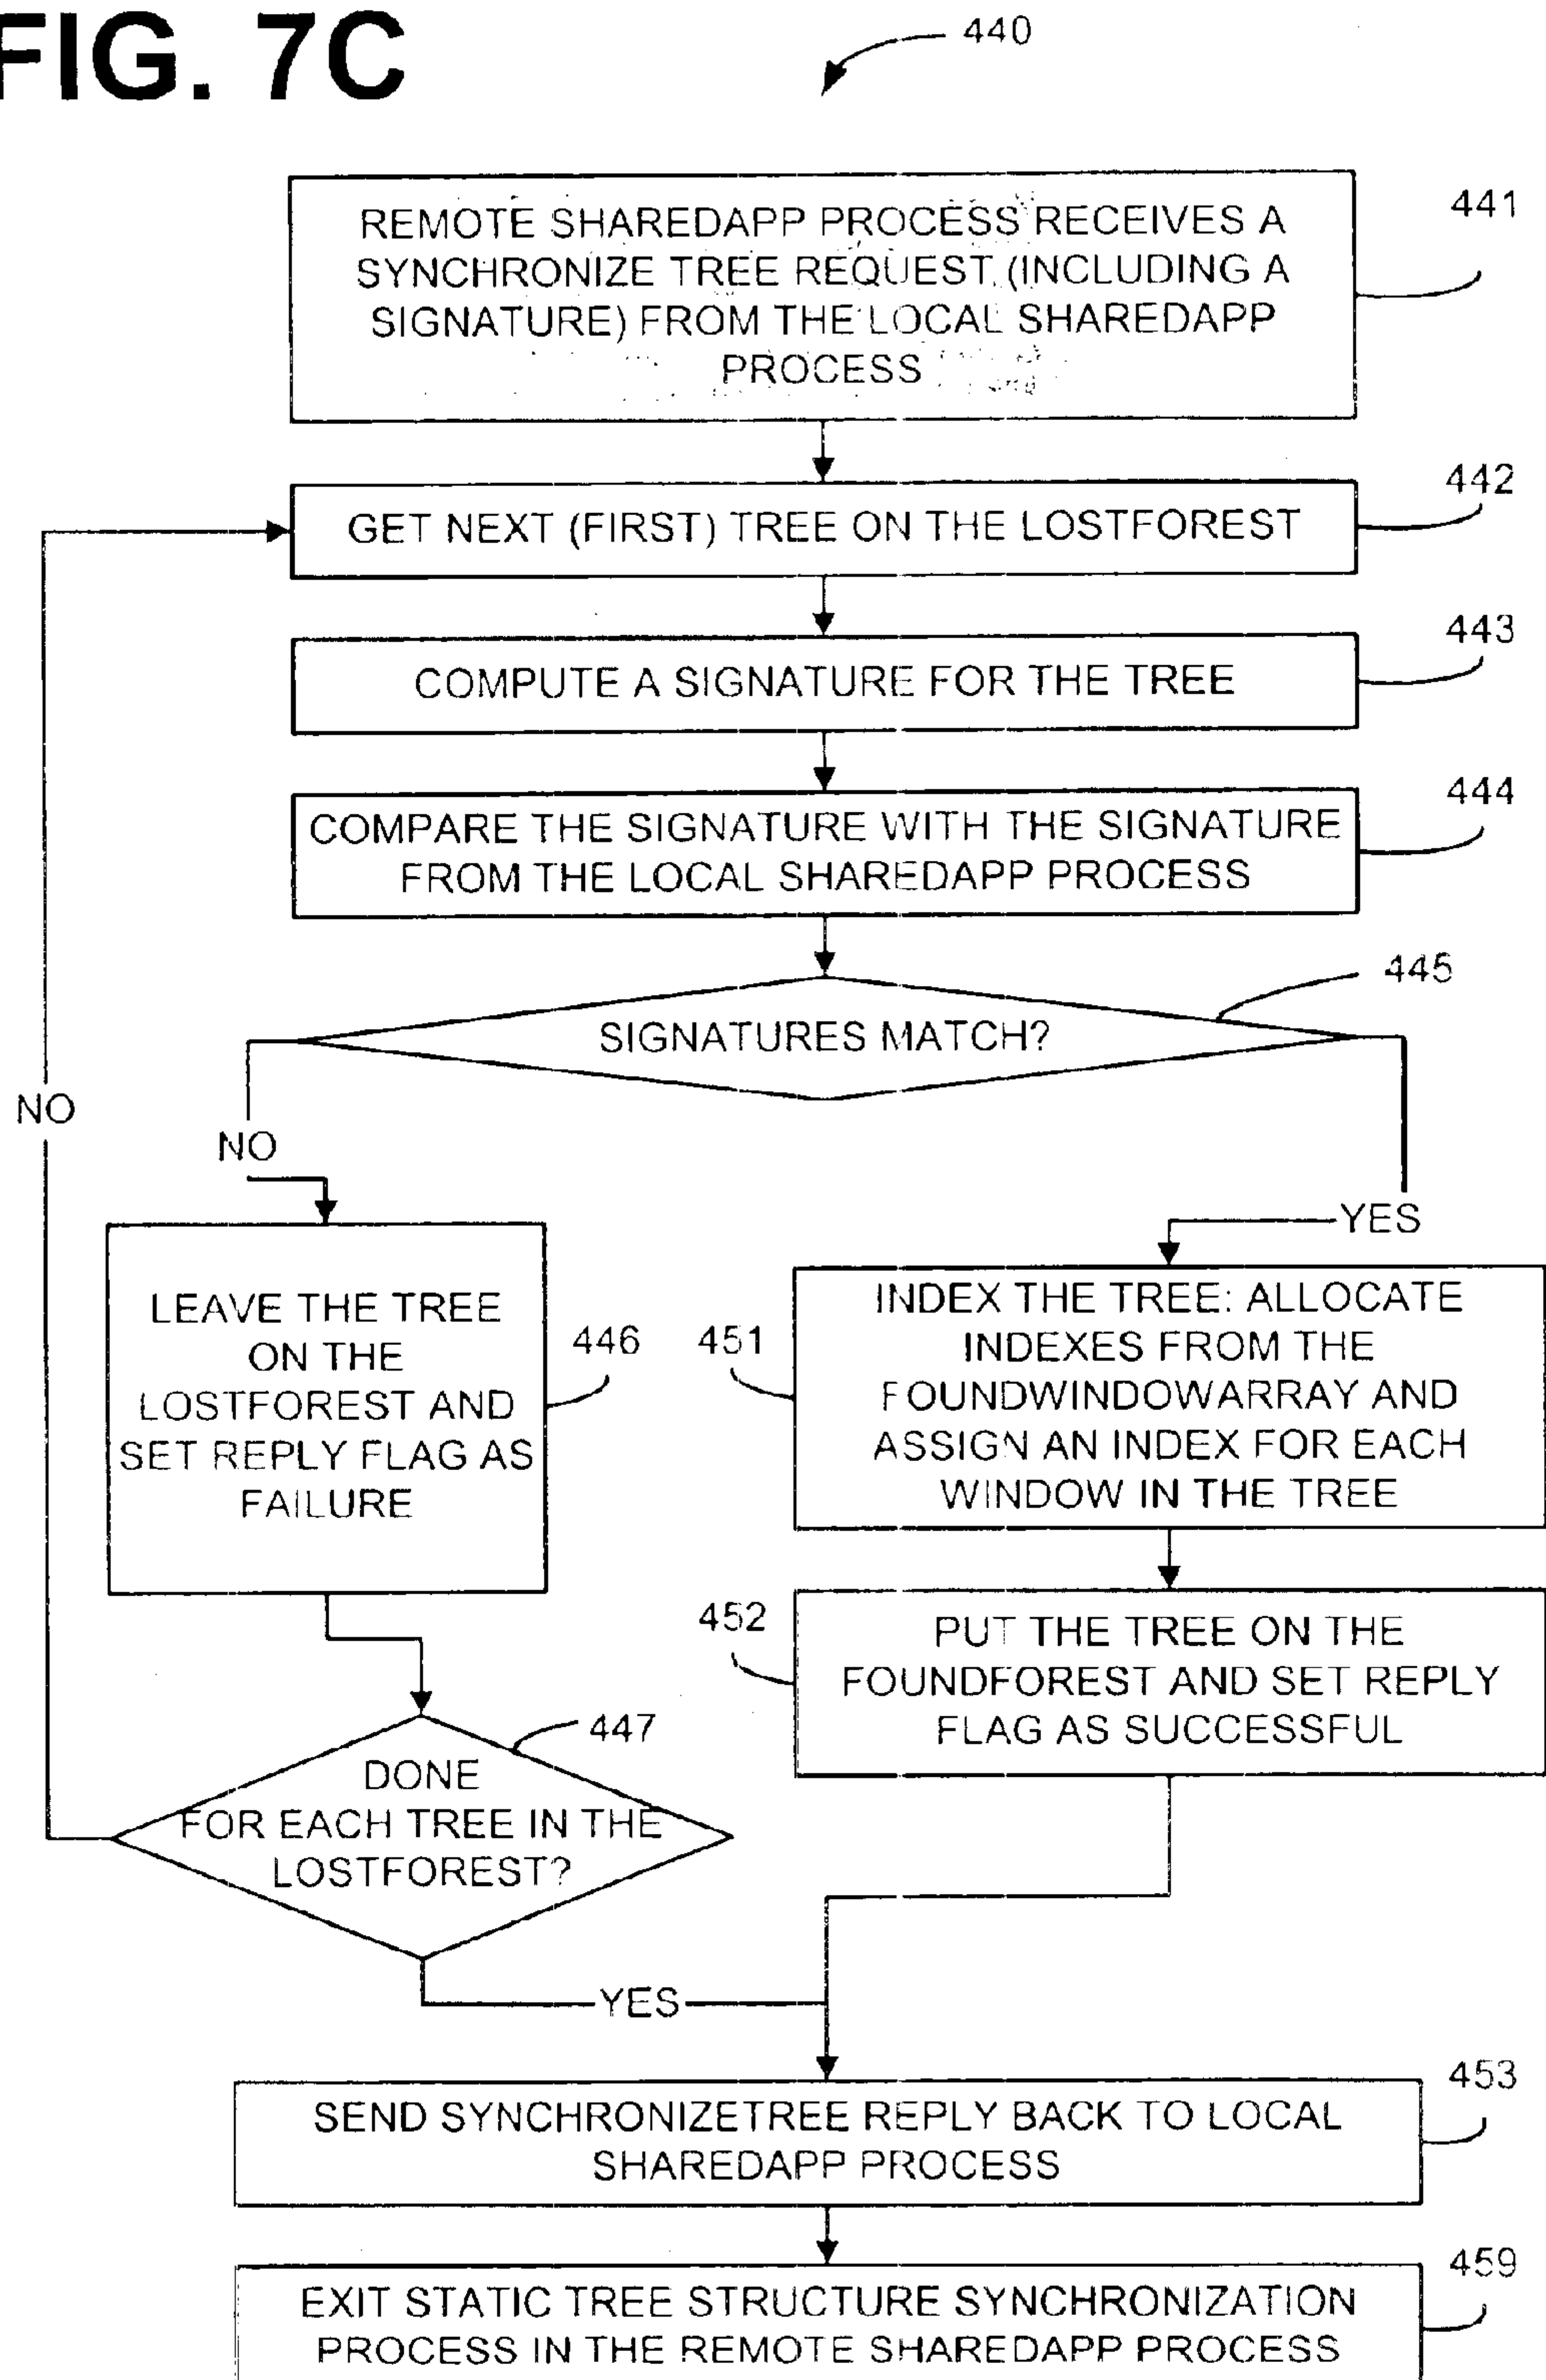 FIG. 7C
440
REMOTE SHAREDAPP PROCESS RECEIVES A
SYNCHRONIZE TREE REQUEST (INCLUDING A
SIGNATURE) FROM THE LOCAL SHAREDAPP
PROCESS
441
GET NEXT (FIRST) TREE ON THE LOSTFOREST
442
COMPUTE A SIGNATURE FOR THE TREE
443
COMPARE THE SIGNATURE WITH THE SIGNATURE
FROM THE LOCAL SHAREDAPP PROCESS
444
SIGNATURES MATCH?
445
NO
NO
YES
LEAVE THE TREE
ON THE
LOSTFOREST AND
SET REPLY FLAG AS
FAILURE
446
451
INDEX THE TREE: ALLOCATE
INDEXES FROM THE
FOUNDWINDOWARRAY AND
ASSIGN AN INDEX FOR EACH
WINDOW IN THE TREE
452
PUT THE TREE ON THE
FOUNDFOREST AND SET REPLY
FLAG AS SUCCESSFUL
447
DONE
FOR EACH TREE IN THE
LOSTFOREST?
YES
SEND SYNCHRONIZETREE REPLY BACK TO LOCAL
SHAREDAPP PROCESS
453
EXIT STATIC TREE STRUCTURE SYNCHRONIZATION
PROCESS IN THE REMOTE SHAREDAPP PROCESS
459